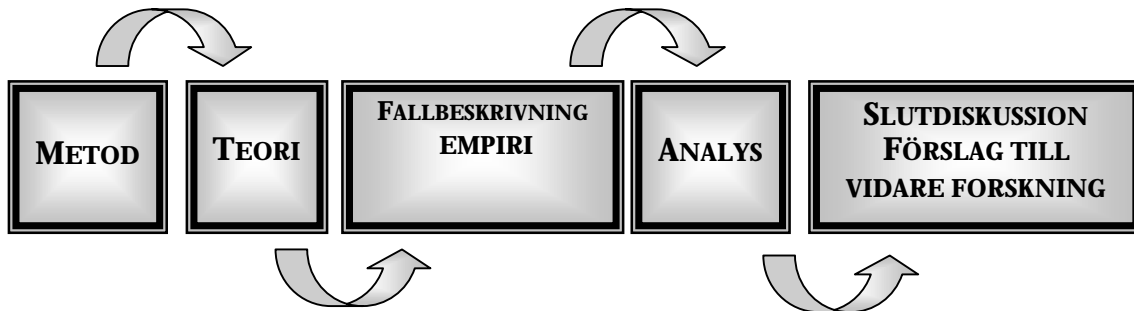 METOD
TEORI
FALLBESKRIVNING
EMPIRI
ANALYS
SLUTDISKUSSION
FÖRSLAG TILL
VIDARE FORSKNING